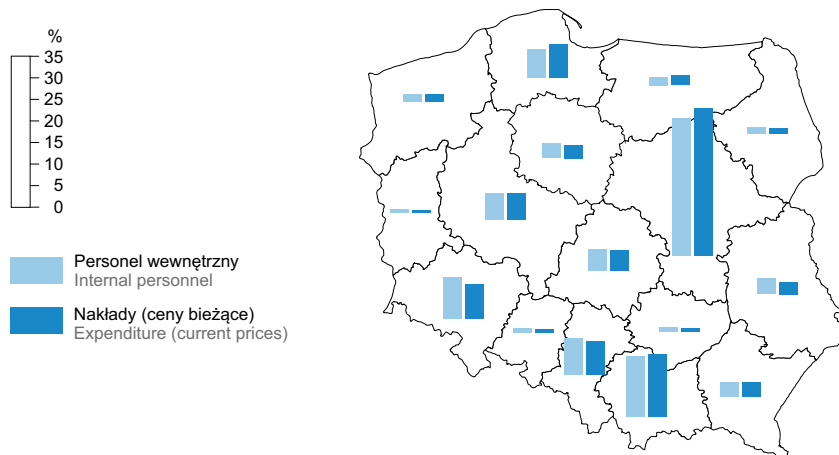 %
35
30
25
20
15
10
5
0
Personel wewnętrzny
Internal personnel
Nakłady (ceny bieżące)
Expenditure (current prices)